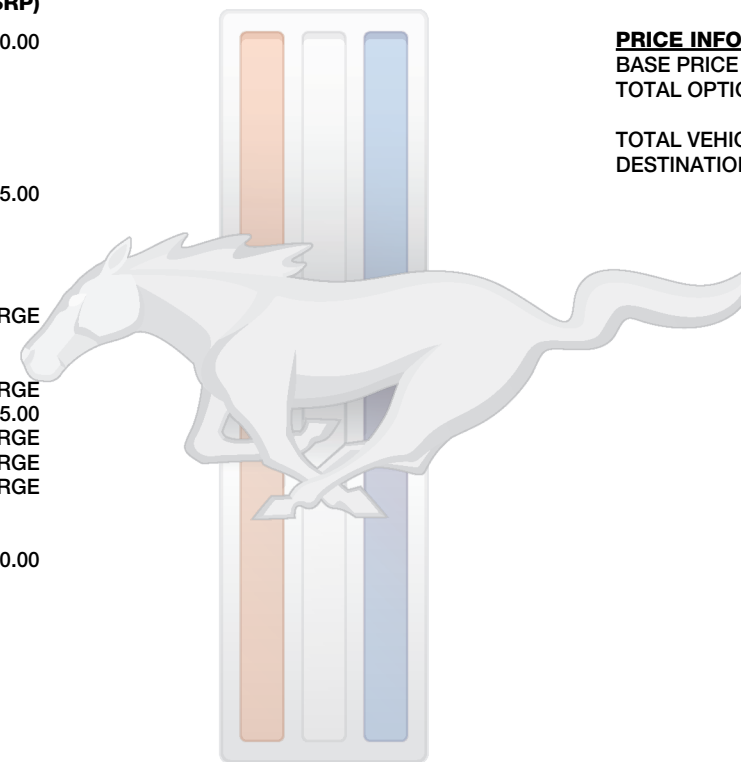 SRP)
0.00
5.00
RGE
RGE
5.00
RGE
RGE
RGE
0.00
PRICE INFO
BASE PRICE
TOTAL OPTIO
TOTAL VEHIC
DESTINATION